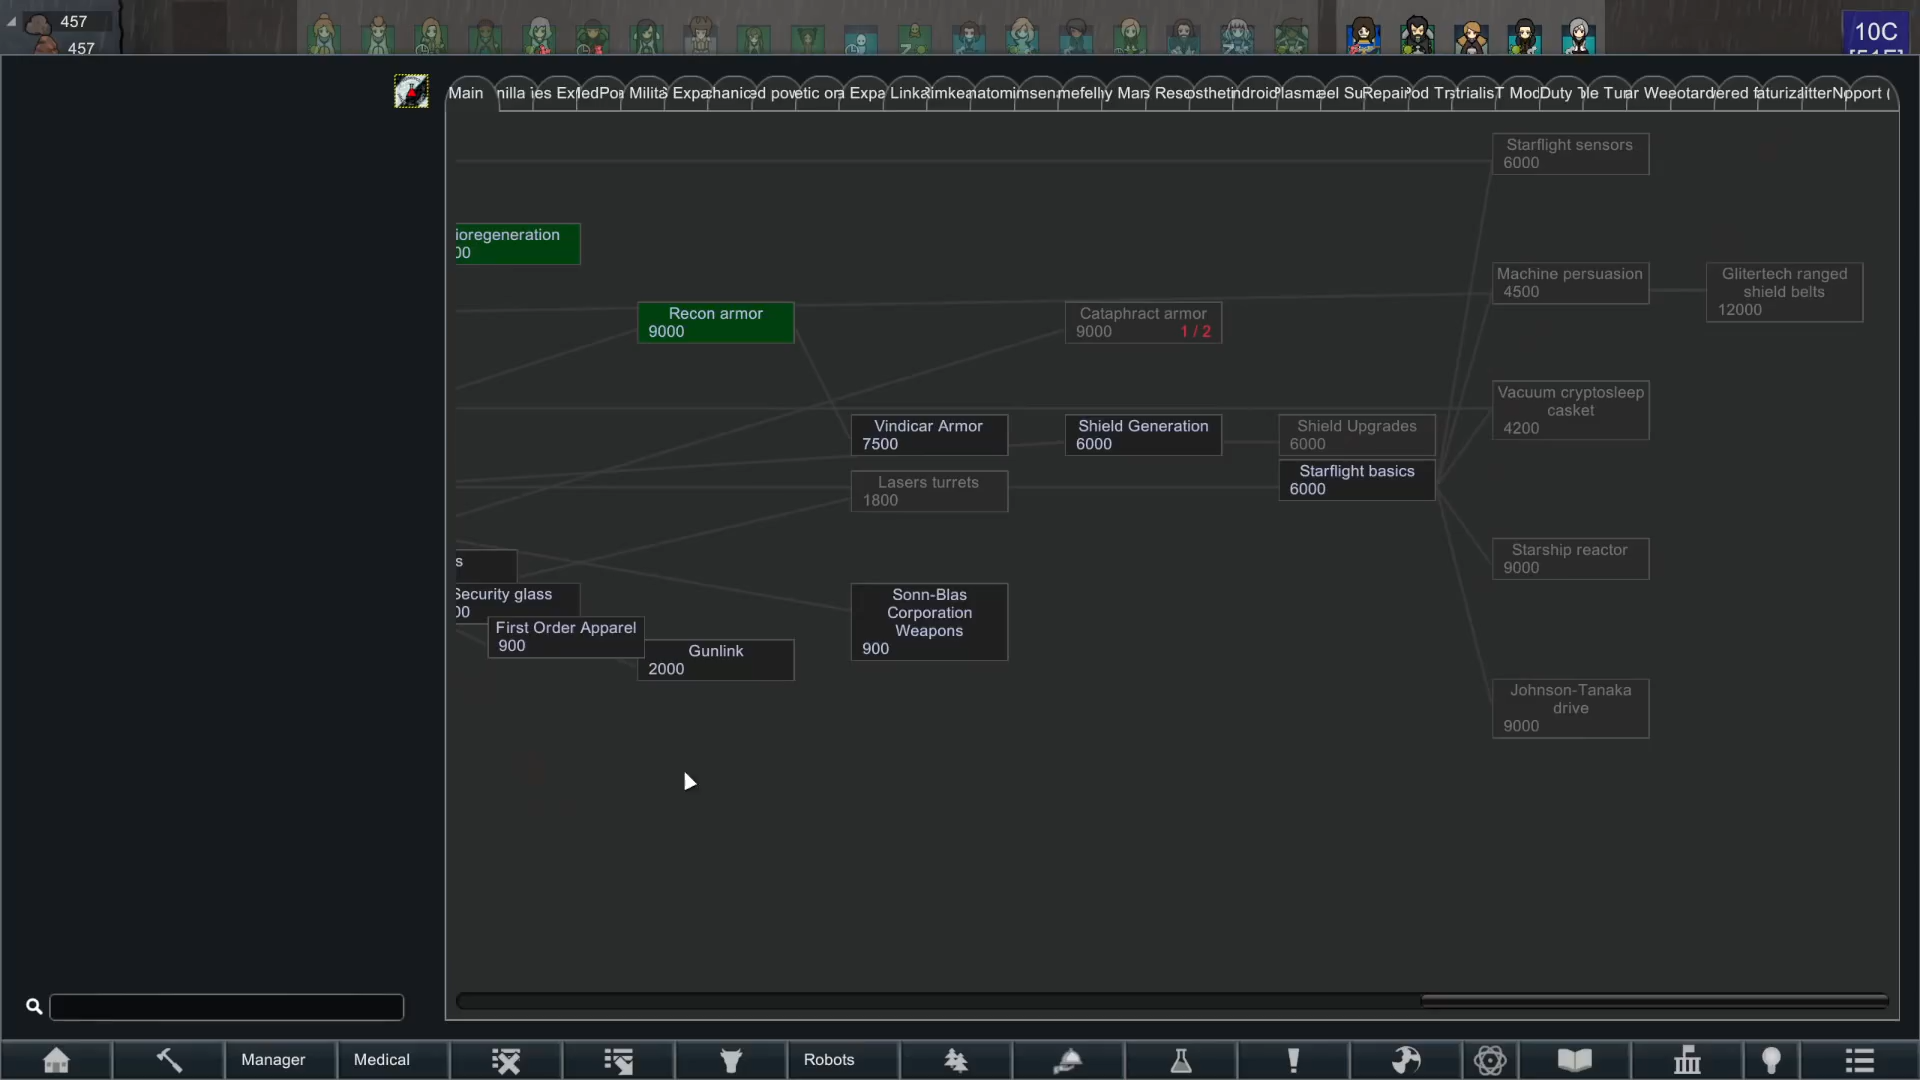 457
457
10C
Main
Manager
Medical
Robots
Starflight sensors
6000
ioregeneration
00
Machine persuasion
4500
Glitertech ranged
shield belts
12000
Recon armor
9000
Cataphract armor
9000 1 / 2
Vacuum cryptosleep
casket
4200
Vindicar Armor
7500
Shield Generation
6000
Shield Upgrades
6000
Starflight basics
6000
Lasers turrets
1800
Starship reactor
9000
s
Security glass
00
First Order Apparel
900
Gunlink
2000
Sonn-Blas
Corporation
Weapons
900
Johnson-Tanaka
drive
9000